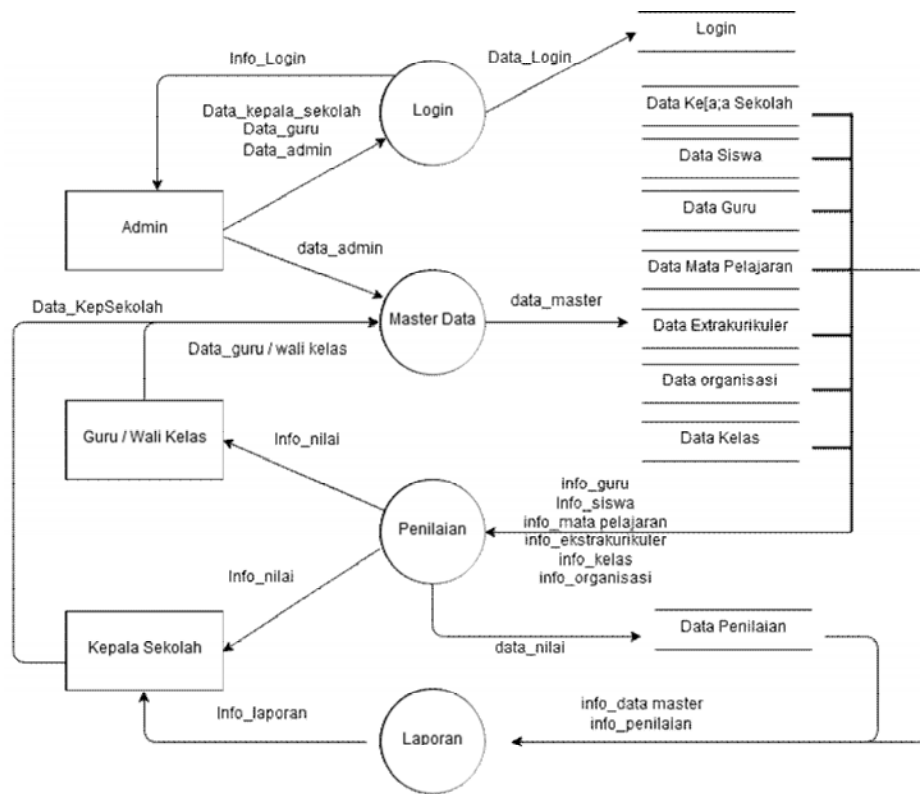 Login
Info_Login
Data_Login
Login
Data_kepala_sekolah
Data_guru
Data_admin
Data Ke[a;a Sekolah
Data Siswa
Data Guru
Admin
data_admin
Data Mata Pelajaran
Data_KepSekolah
Master Data
data_master
Data Extrakurikuler
Data_guru / wali kelas
Data organisasi
Guru / Wali Kelas
Info_nilai
Data Kelas
info_guru
Info_siswa
info_mata pelajaran
info_ekstrakurikuler
info_kelas
info_organisasi
Penilaian
Info_nilai
Kepala Sekolah
data_nilai
Data Penilaian
Info_laporan
Laporan
info_data master
info_penilaian